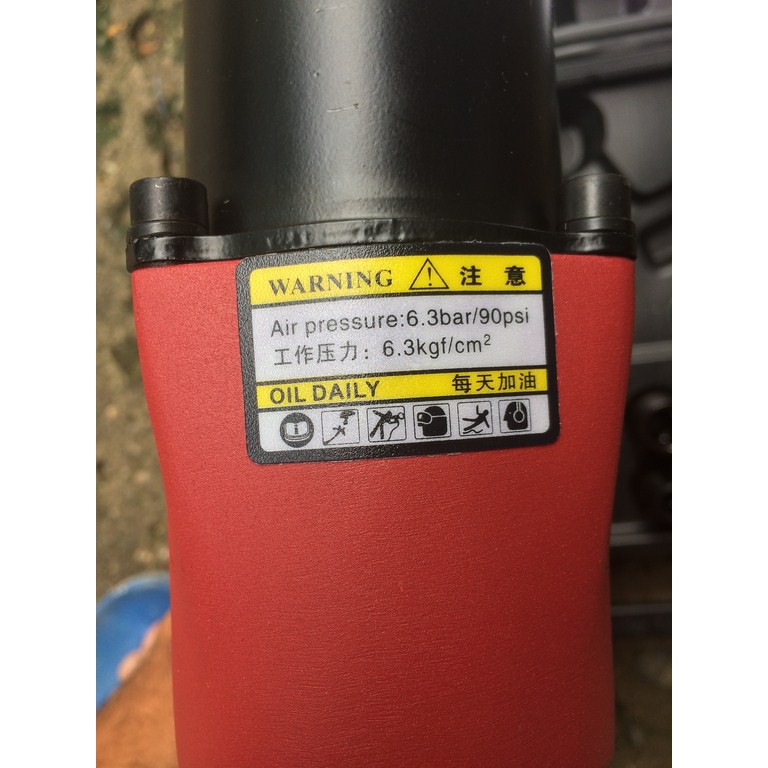 WARNING 注意
Air pressure:6.3bar/90psi
工作压力：6.3kgf/cm²
OIL DAILY 每天加油